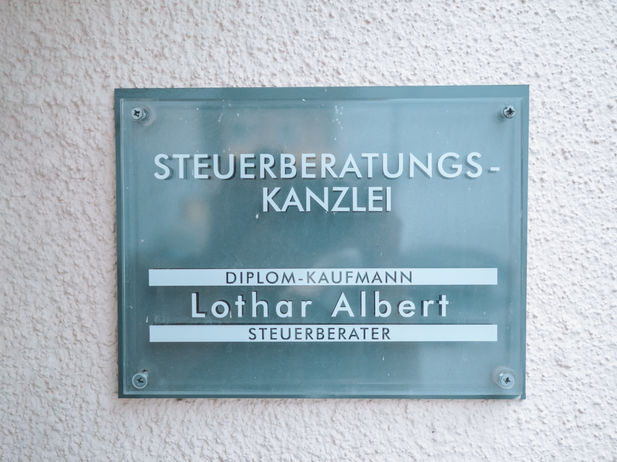 STEUERBERATUNGS-
KANZLEI
DIPLOM-KAUFMANN
Lothar Albert
STEUERBERATER